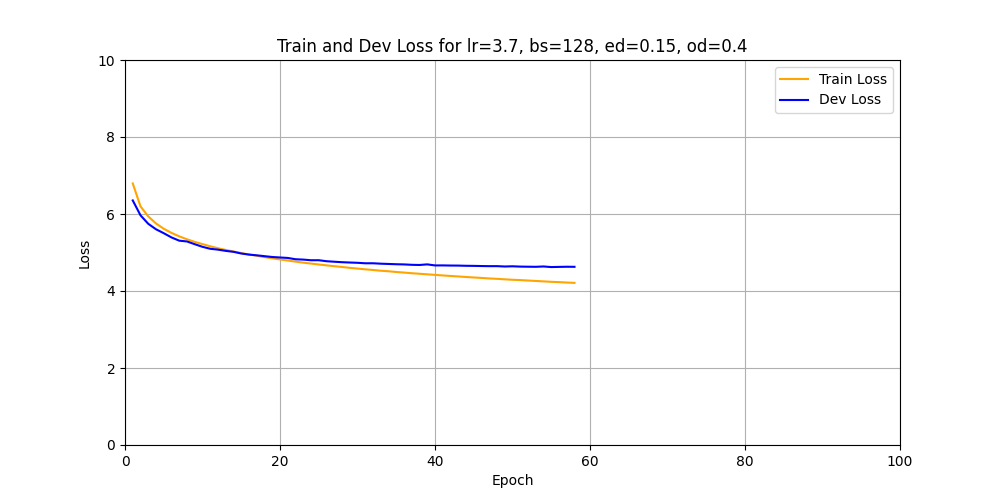 Train and Dev Loss for lr=3.7, bs=128, ed=0.15, od=0.4
Train Loss
Dev Loss
10
8
6
4
2
0
Loss
0 20 40 60 80 100
Epoch